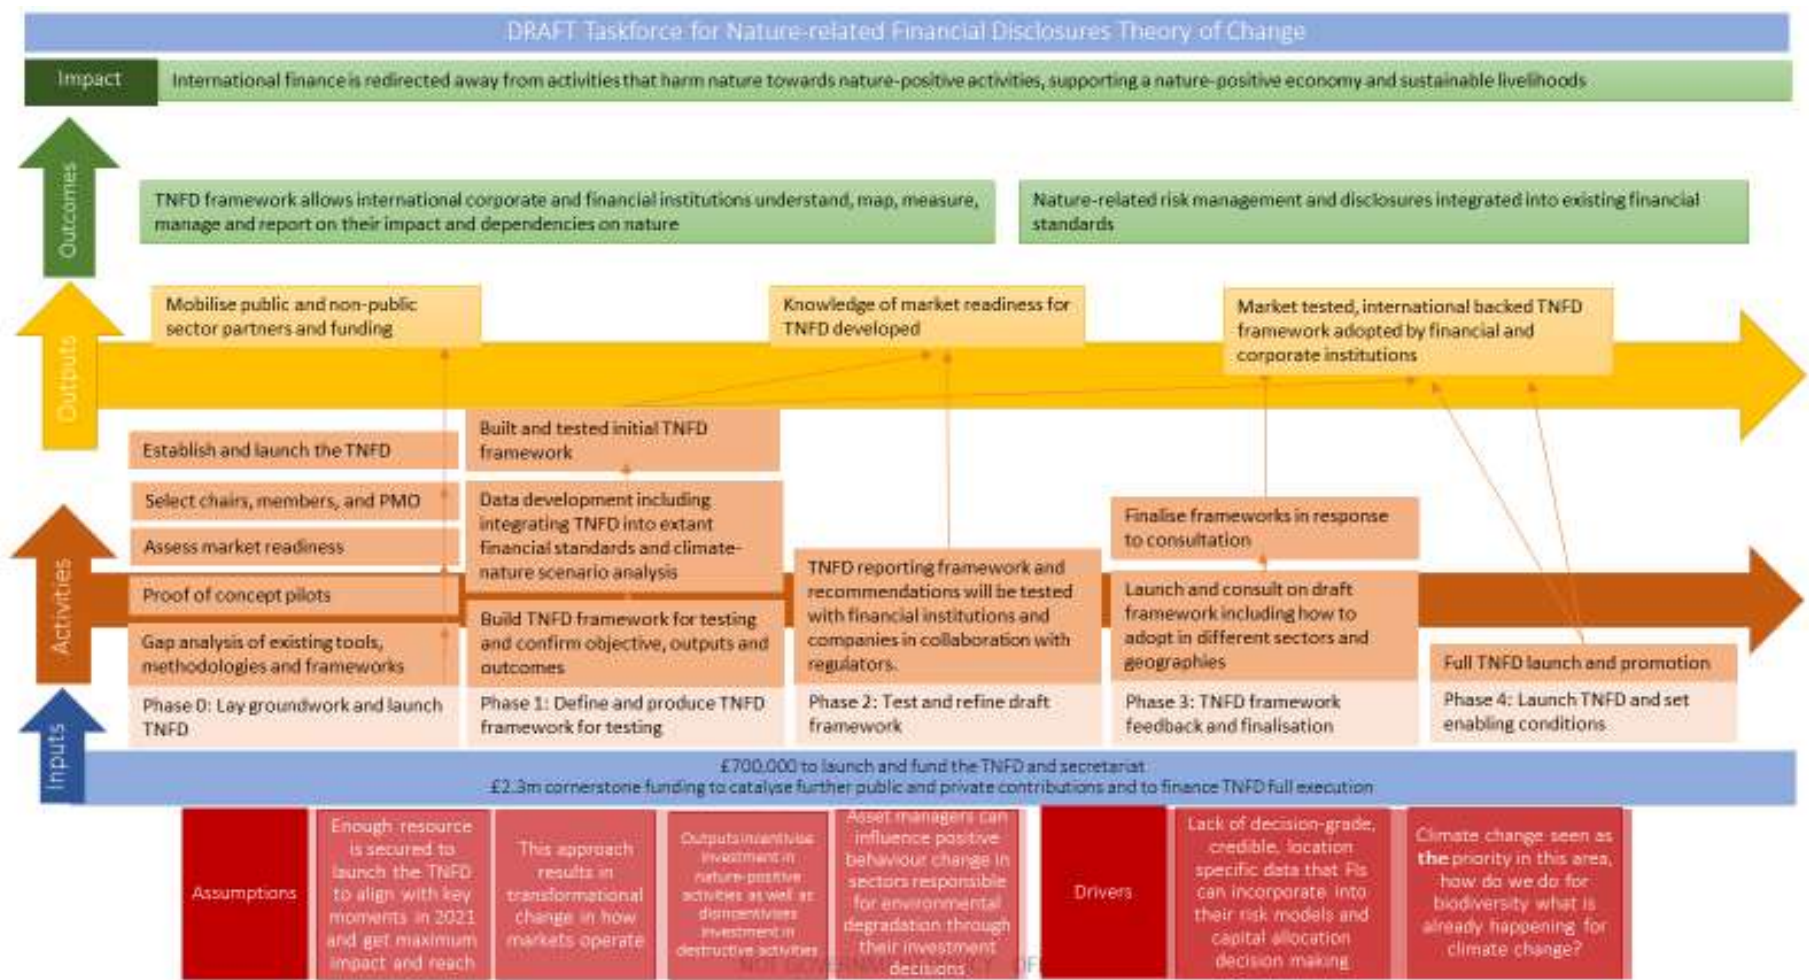 DRAFT Taskforce for Nature-related Financial Disclosures Theory of Change
Impact
International finance is redirected away from activities that harm nature towards nature-positive activities, supporting a nature-positive economy and sustainable livelihoods
Outcomes
TNFD framework allows international corporate and financial institutions understand, map, measure,
manage and report on their impact and dependencies on nature
Nature-related risk management and disclosures integrated into existing financial
standards
Outputs
Mobilise public and non-public
sector partners and funding
Knowledge of market readiness for
TNFD developed
Market tested, international backed TNFD
framework adopted by financial and
corporate institutions
Activities
Establish and launch the TNFD
Select chairs, members, and PMO
Assess market readiness
Proof of concept pilots
Gap analysis of existing tools,
methodologies and frameworks
Phase 0: Lay groundwork and launch
TNFD
Built and tested initial TNFD
framework
Data development including
integrating TNFD into extant
financial standards and climate-
nature scenario analysis
Build TNFD framework for testing
and confirm objective, outputs and
outcomes
Phase 1: Define and produce TNFD
framework for testing
TNFD reporting framework and
recommendations will be tested
with financial institutions and
companies in collaboration with
regulators.
Phase 2: Test and refine draft
framework
Finalise frameworks in response
to consultation
Launch and consult on draft
framework including how to
adopt in different sectors and
geographies
Phase 3: TNFD framework
feedback and finalisation
Full TNFD launch and promotion
Phase 4: Launch TNFD and set
enabling conditions
Inputs
£700,000 to launch and fund the TNFD and secretariat
£2.3m cornerstone funding to catalyse further public and private contributions and to finance TNFD full execution
Assumptions
Enough resource
is secured to
launch the TNFD
to align with key
moments in 2021
and get maximum
impact and reach
This approach
results in
transformational
change in how
markets operate
Outputs incentivise
investment in
nature-positive
activities as well as
disincentivises
investment in
destructive activities
Asset managers can
influence positive
behaviour change in
sectors responsible
for environmental
degradation through
their investment
decisions
Drivers
Lack of decision-grade,
credible, location
specific data that FIs
can incorporate into
their risk models and
capital allocation
decision making
Climate change seen as
the priority in this area,
how do we do for
biodiversity what is
already happening for
climate change?